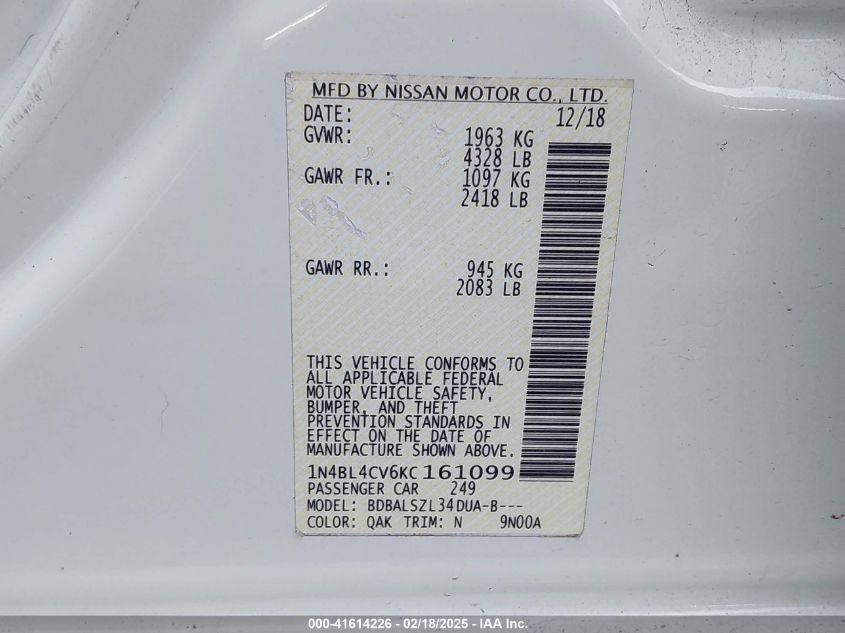 MFD BY NISSAN MOTOR CO., LTD.
DATE: 12/18
GVWR: 1963 KG
4328 LB
GAWR FR.: 1097 KG
2418 LB
GAWR RR.: 945 KG
2083 LB
THIS VEHICLE CONFORMS TO
ALL APPLICABLE FEDERAL
MOTOR VEHICLE SAFETY,
BUMPER, AND THEFT
PREVENTION STANDARDS IN
EFFECT ON THE DATE OF
MANUFACTURE SHOWN ABOVE.
1N4BL4CV6KC161099
PASSENGER CAR 249
MODEL: BDBALSZL34DUA-B---
COLOR: QAK TRIM: N 9N00A
000-41614226 - 02/18/2025 - IAA Inc.